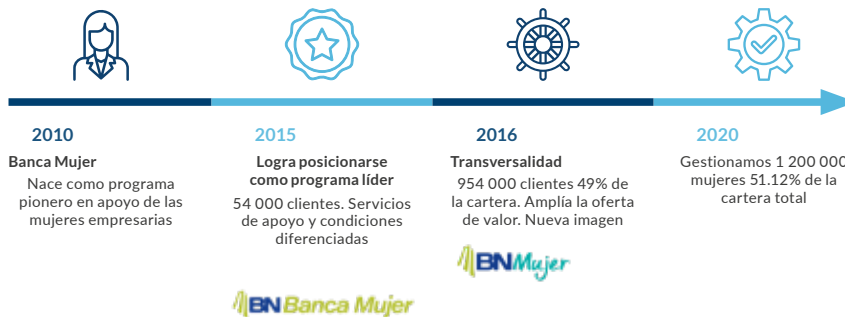 2010
Banca Mujer
Nace como programa
pionero en apoyo de las
mujeres empresarias
2015
Logra posicionarse
como programa líder
54 000 clientes. Servicios
de apoyo y condiciones
diferenciadas
BN Banca Mujer
2016
Transversalidad
954 000 clientes 49% de
la cartera. Amplía la oferta
de valor. Nueva imagen
BNMujer
2020
Gestionamos 1 200 000
mujeres 51.12% de la
cartera total